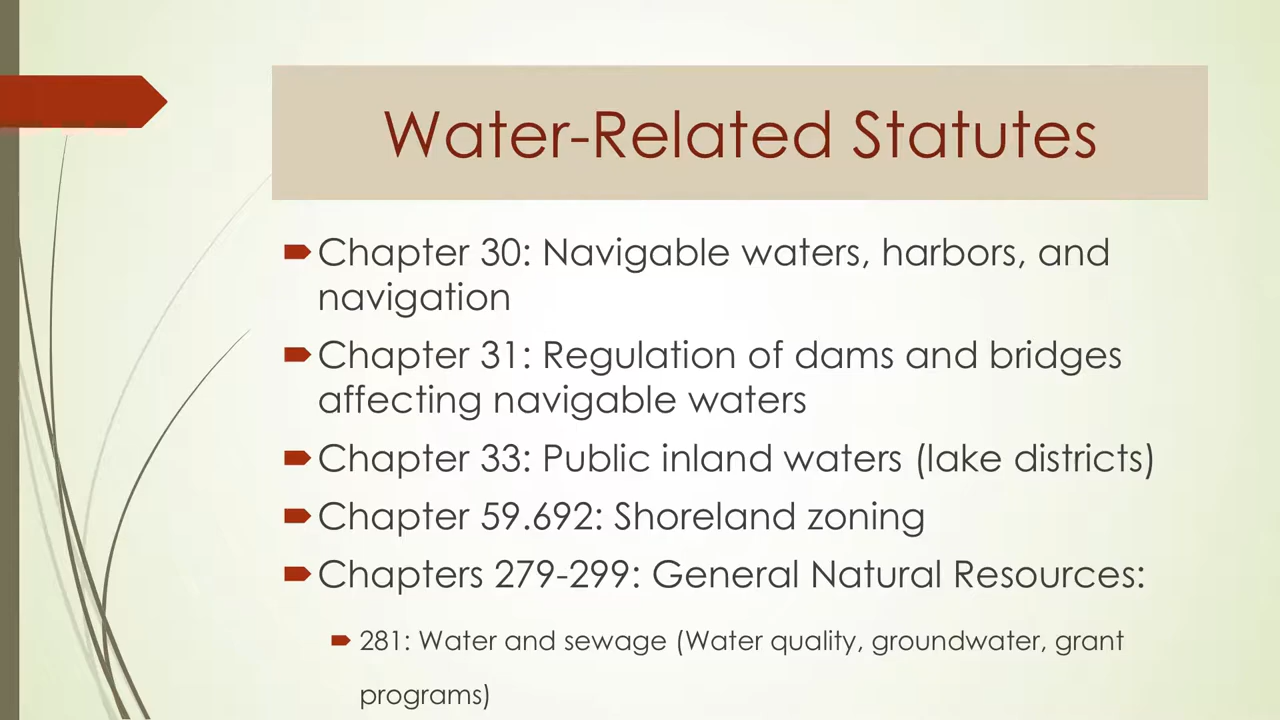 Water-Related Statutes
Chapter 30: Navigable waters, harbors, and
navigation
Chapter 31: Regulation of dams and bridges
affecting navigable waters
Chapter 33: Public inland waters (lake districts)
Chapter 59.692: Shoreland zoning
Chapters 279-299: General Natural Resources:
281: Water and sewage (Water quality, groundwater, grant
programs)